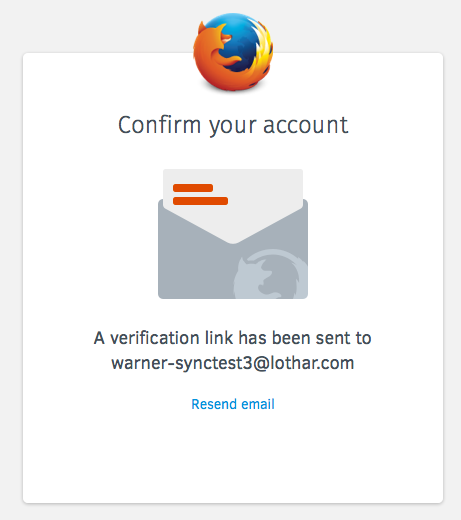 Confirm your account
A verification link has been sent to
warner-synctest3@lothar.com
Resend email